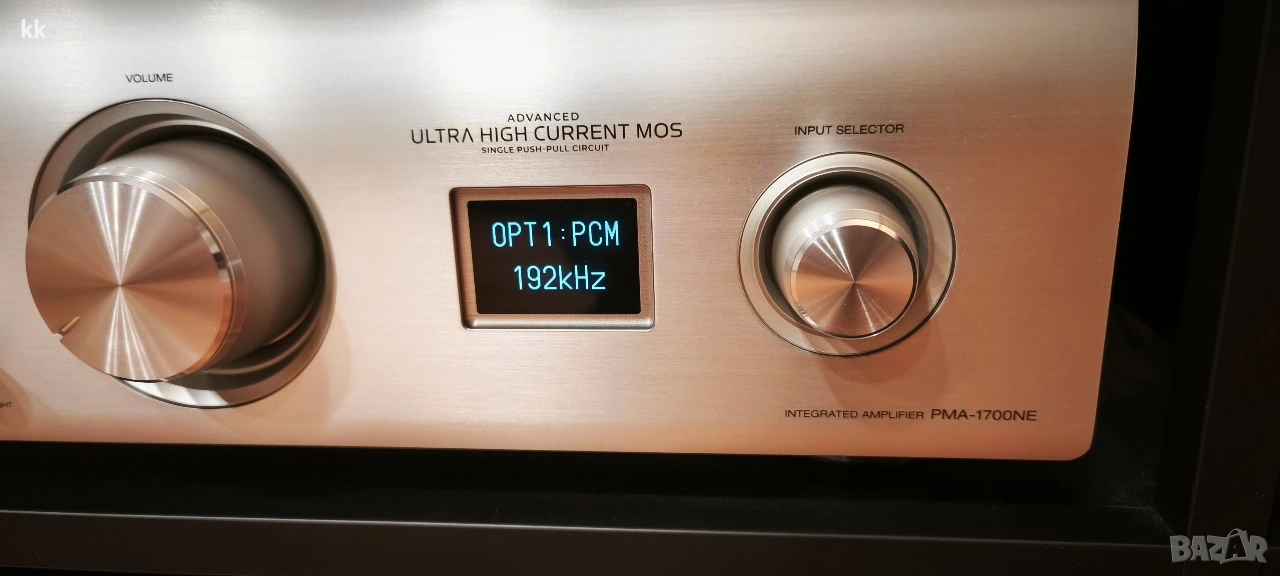 kk
VOLUME
ADVANCED
ULTRA HIGH CURRENT MOS
SINGLE PUSH-PULL CIRCUIT
INPUT SELECTOR
OPT1:PCM
192kHz
INTEGRATED AMPLIFIER PMA-1700NE
BAZAR